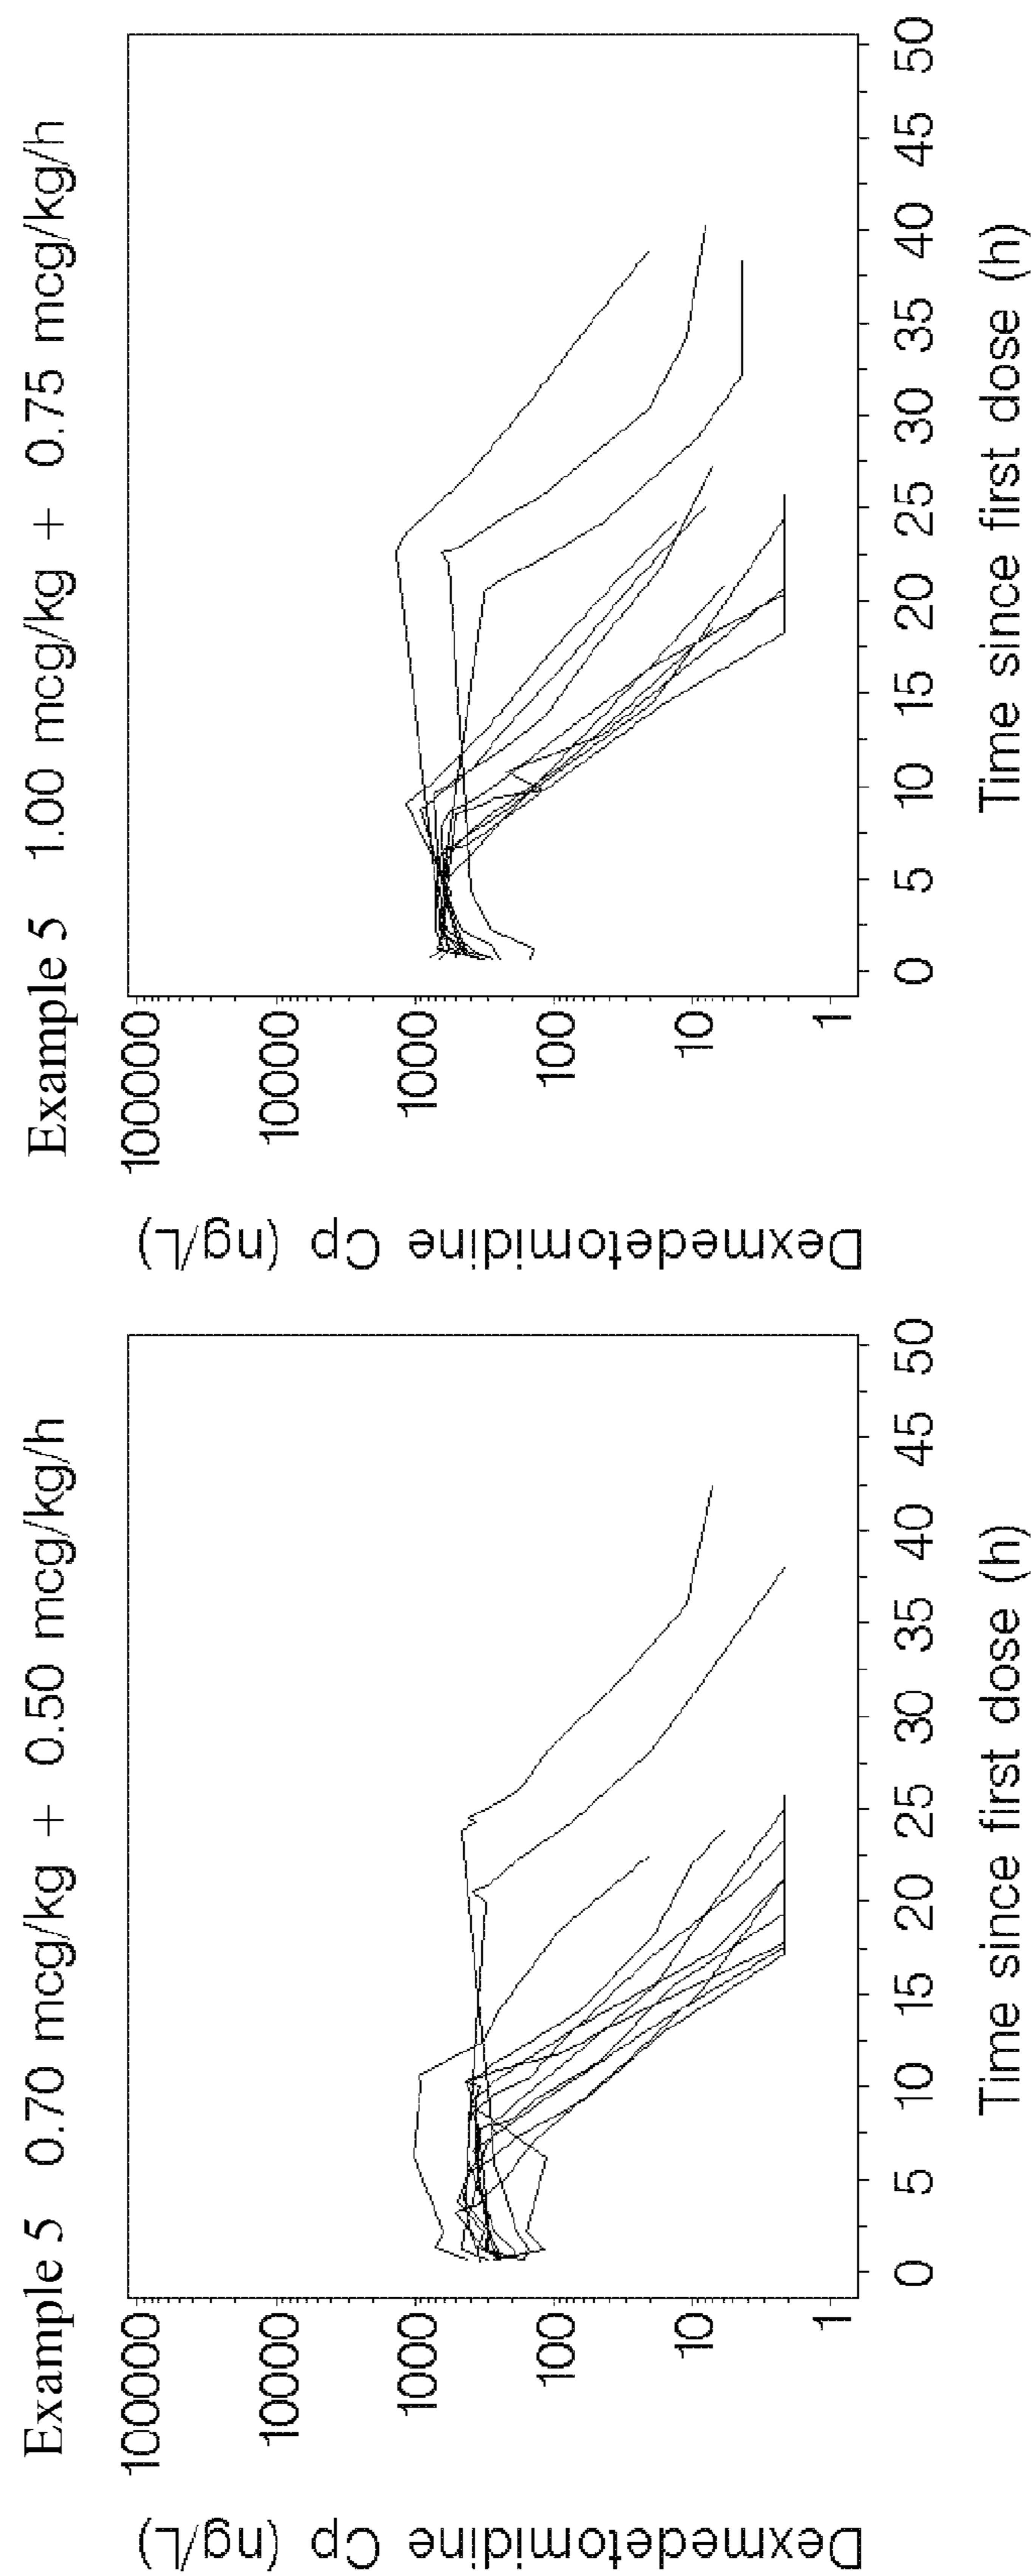 Example 5 0.70 mcg/kg + 0.50 mcg/kg/h
Dexmedetomidine Cp (ng/L)
100000
10000
1000
100
10
1
0 5 10 15 20 25 30 35 40 45 50
Time since first dose (h)
Example 5 1.00 mcg/kg + 0.75 mcg/kg/h
Dexmedetomidine Cp (ng/L)
100000
10000
1000
100
10
1
0 5 10 15 20 25 30 35 40 45 50
Time since first dose (h)